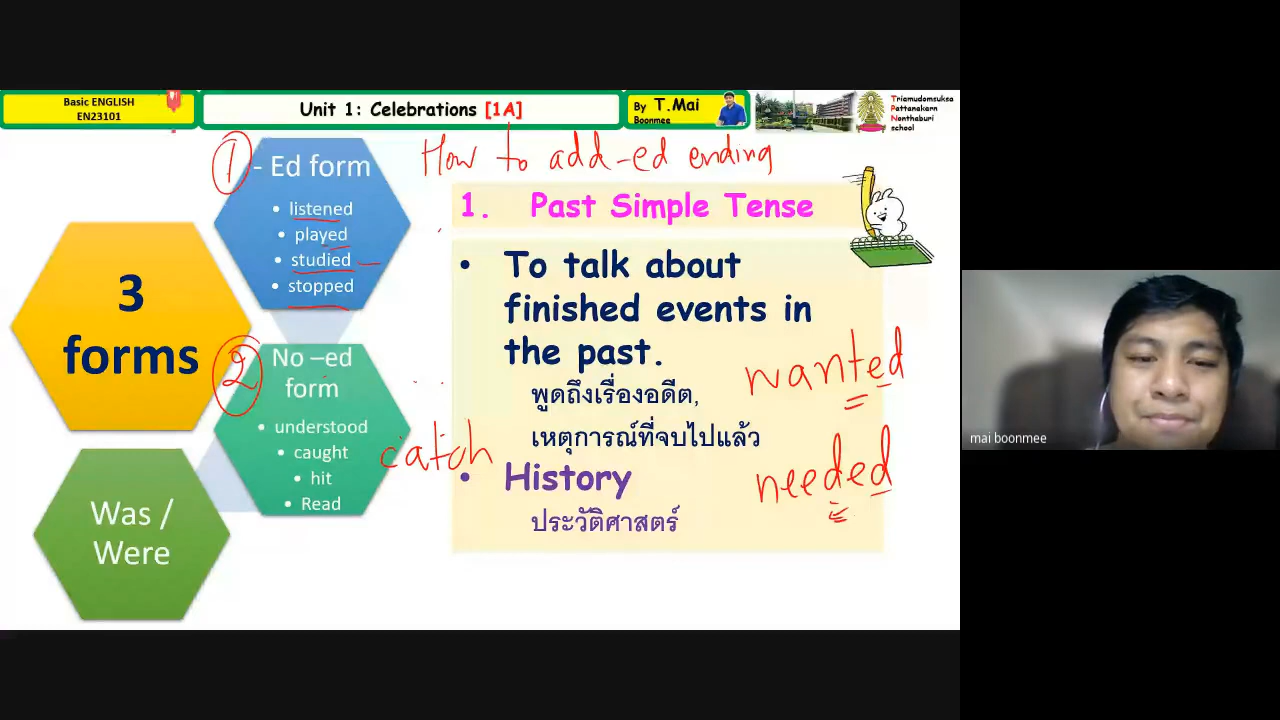 Basic ENGLISH
EN23101
Unit 1: Celebrations [1A]
By T.Mai
Boonmee
Triamudomsuksa
Pattanakarn
Nonthaburi
school
1
- Ed form
• listened
• played
• studied
• stopped
How to add -ed ending
1. Past Simple Tense
3
forms
• To talk about
finished events in
the past.
พูดถึงเรื่องอดีต,
เหตุการณ์ที่จบไปแล้ว
wanted
2
No –ed
form
• understood
• caught
• hit
• Read
catch
• History
ประวัติศาสตร์
needed
Was /
Were
mai boonmee